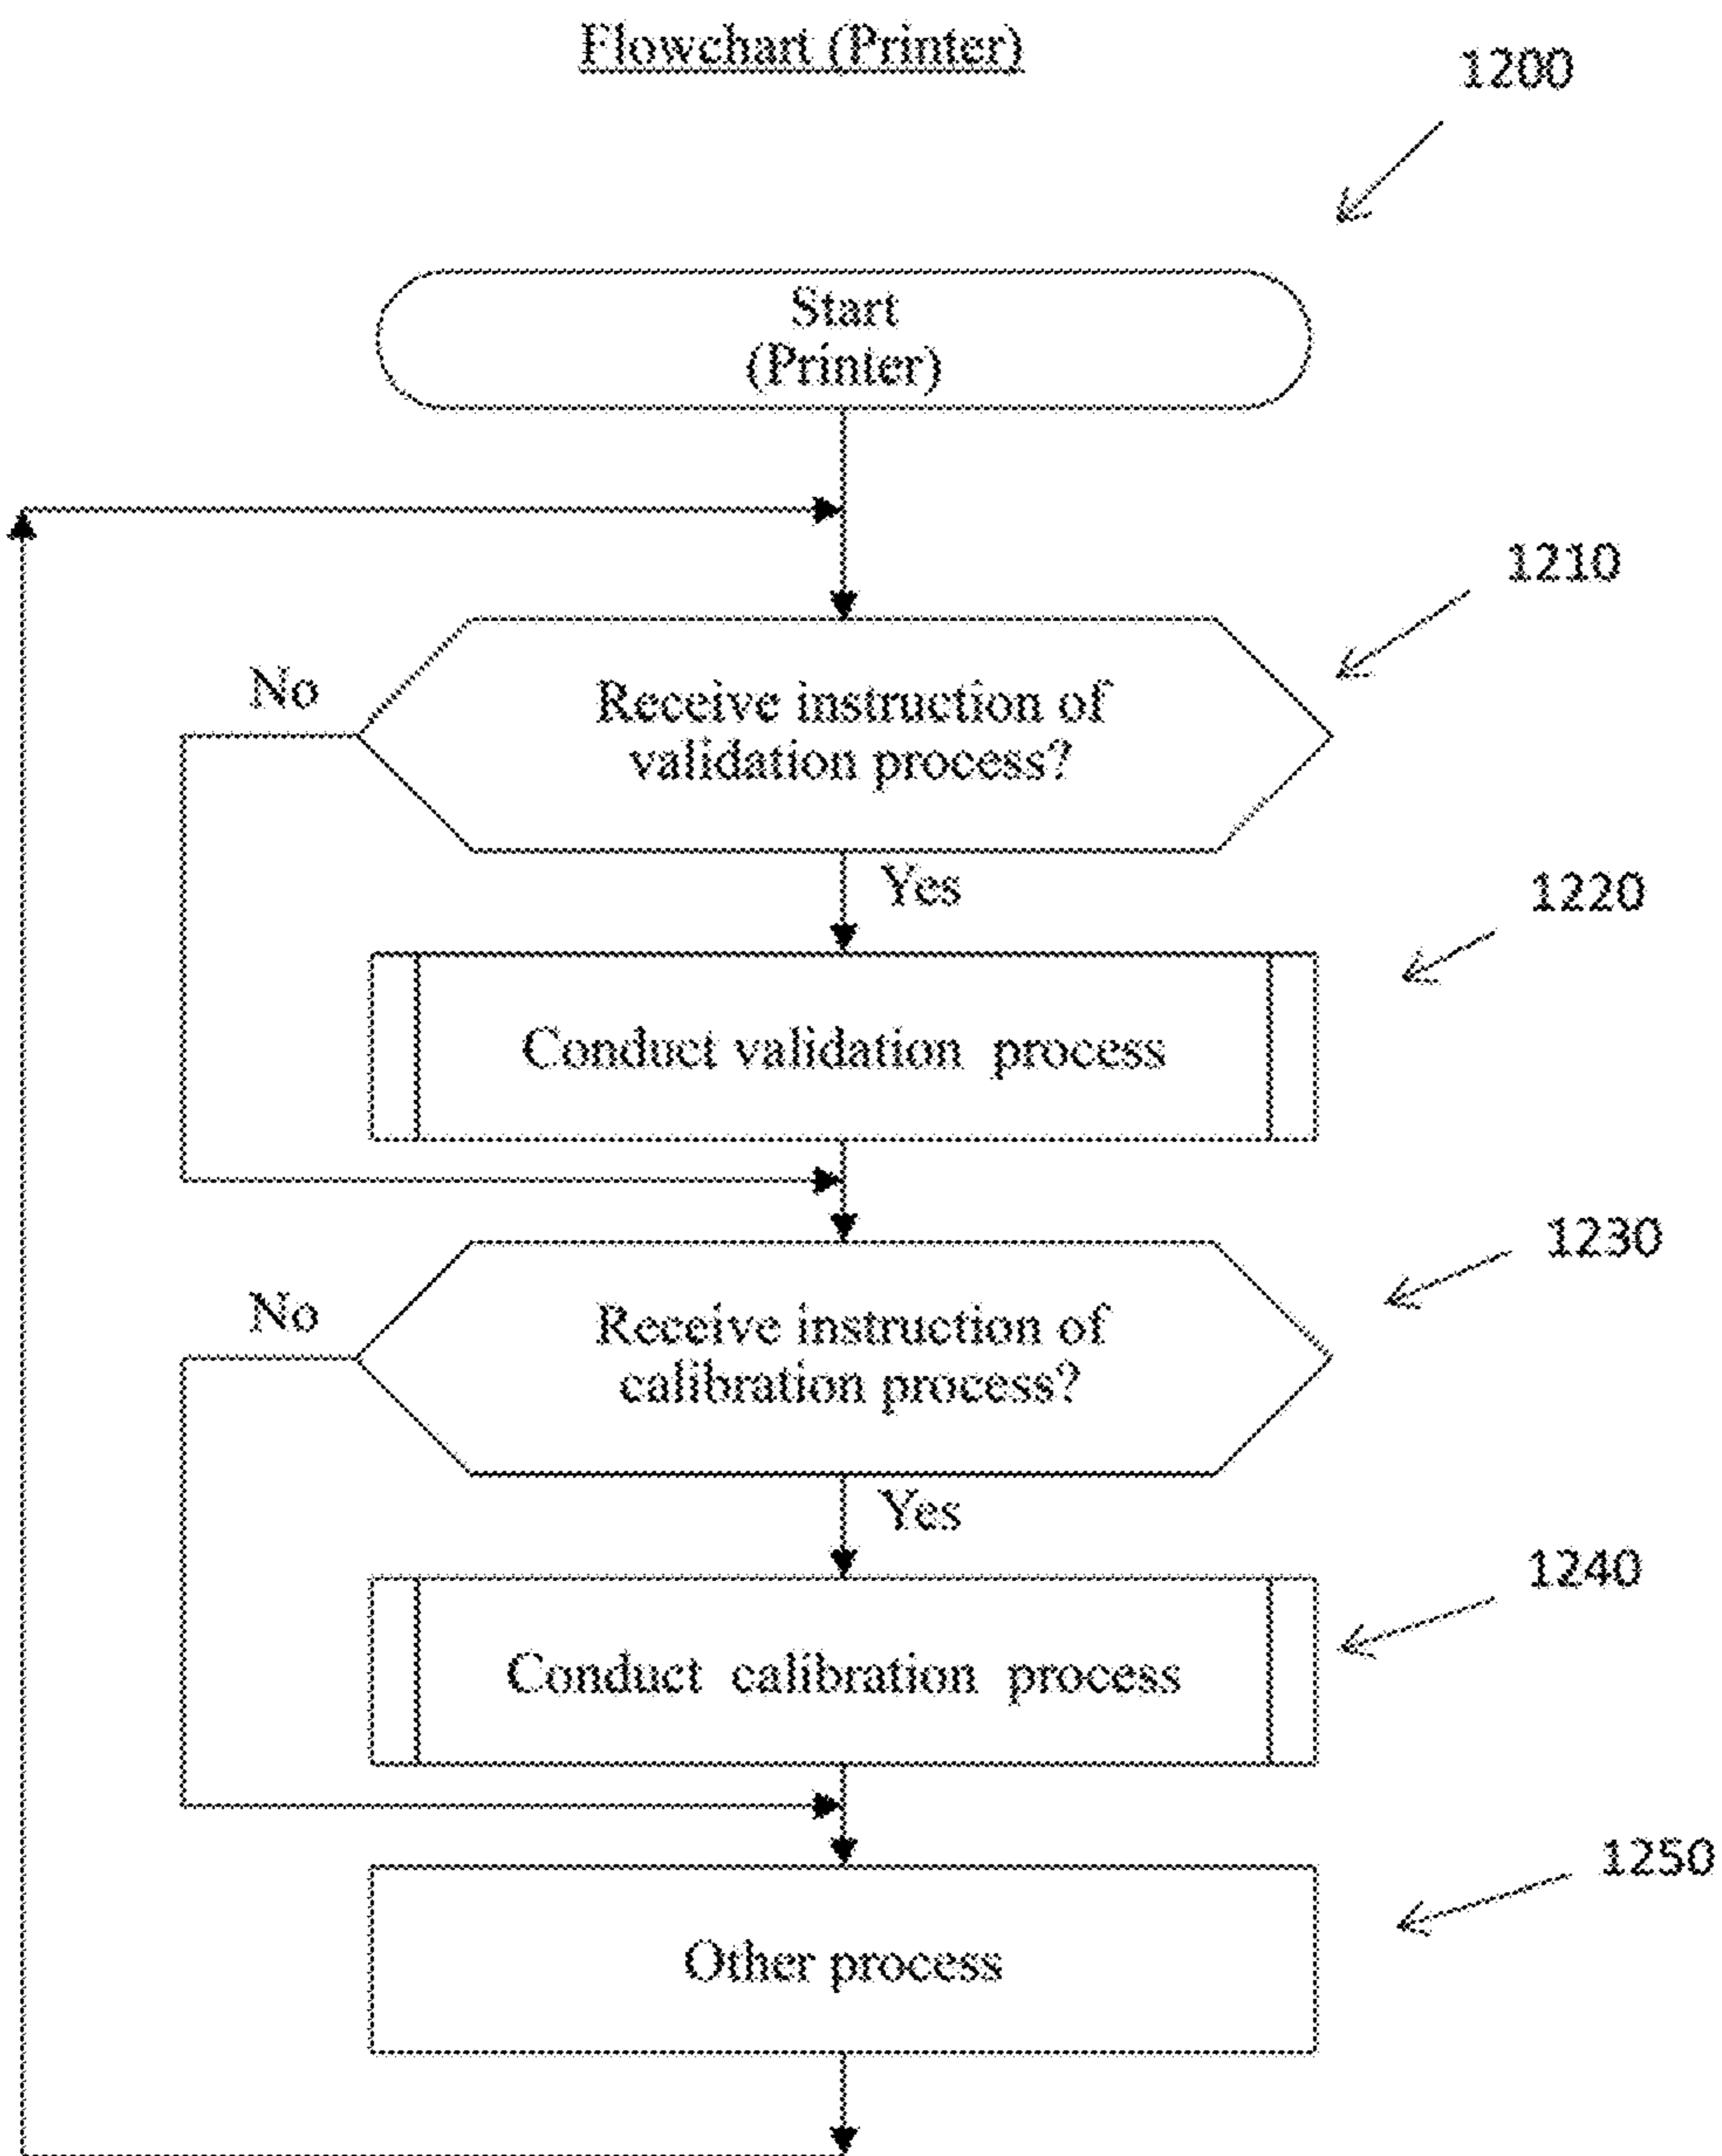 Flowchart (Printer)
1200
Start
(Printer)
1210
No
Receive instruction of
validation process?
Yes
1220
Conduct validation process
1230
No
Receive instruction of
calibration process?
Yes
1240
Conduct calibration process
1250
Other process